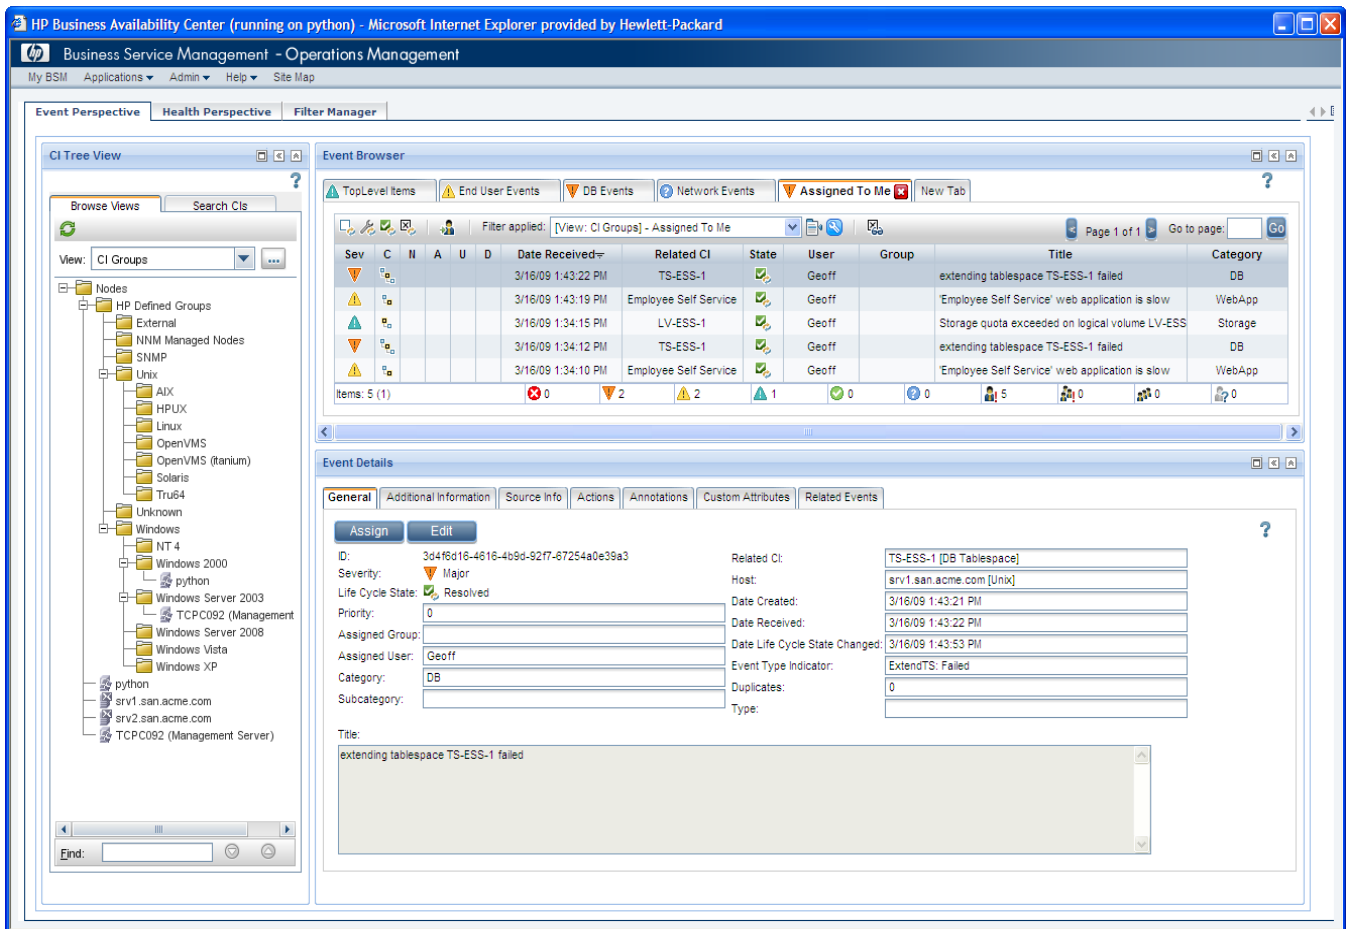 HP Business Availability Center (running on python) - Microsoft Internet Explorer provided by Hewlett-Packard
hp Business Service Management - Operations Management
My BSM Applications Admin Help Site Map
Event Perspective Health Perspective Filter Manager
CI Tree View
Browse Views Search CIs
View: CI Groups ...
Nodes
HP Defined Groups
External
NNM Managed Nodes
SNMP
Unix
AIX
HPUX
Linux
OpenVMS
OpenVMS (itanium)
Solaris
Tru64
Unknown
Windows
NT 4
Windows 2000
python
Windows Server 2003
TCPC092 (Management
Windows Server 2008
Windows Vista
Windows XP
python
srv1.san.acme.com
srv2.san.acme.com
TCPC092 (Management Server)
Find:
Event Browser
TopLevel Items End User Events DB Events Network Events Assigned To Me New Tab
Filter applied: [View: CI Groups] - Assigned To Me Page 1 of 1 Go to page: Go
Sev C N A U D Date Received Related CI State User Group Title Category
3/16/09 1:43:22 PM TS-ESS-1 Geoff extending tablespace TS-ESS-1 failed DB
3/16/09 1:43:19 PM Employee Self Service Geoff 'Employee Self Service' web application is slow WebApp
3/16/09 1:34:15 PM LV-ESS-1 Geoff Storage quota exceeded on logical volume LV-ESS Storage
3/16/09 1:34:12 PM TS-ESS-1 Geoff extending tablespace TS-ESS-1 failed DB
3/16/09 1:34:10 PM Employee Self Service Geoff 'Employee Self Service' web application is slow WebApp
Items: 5 (1) 0 2 2 1 0 0 5 0 0 0
Event Details
General Additional Information Source Info Actions Annotations Custom Attributes Related Events
Assign Edit
ID: 3d4f6d16-4616-4b9d-92f7-67254a0e39a3
Severity: Major
Life Cycle State: Resolved
Priority: 0
Assigned Group:
Assigned User: Geoff
Category: DB
Subcategory:
Related CI: TS-ESS-1 [DB Tablespace]
Host: srv1.san.acme.com [Unix]
Date Created: 3/16/09 1:43:21 PM
Date Received: 3/16/09 1:43:22 PM
Date Life Cycle State Changed: 3/16/09 1:43:53 PM
Event Type Indicator: ExtendTS: Failed
Duplicates: 0
Type:
Title:
extending tablespace TS-ESS-1 failed